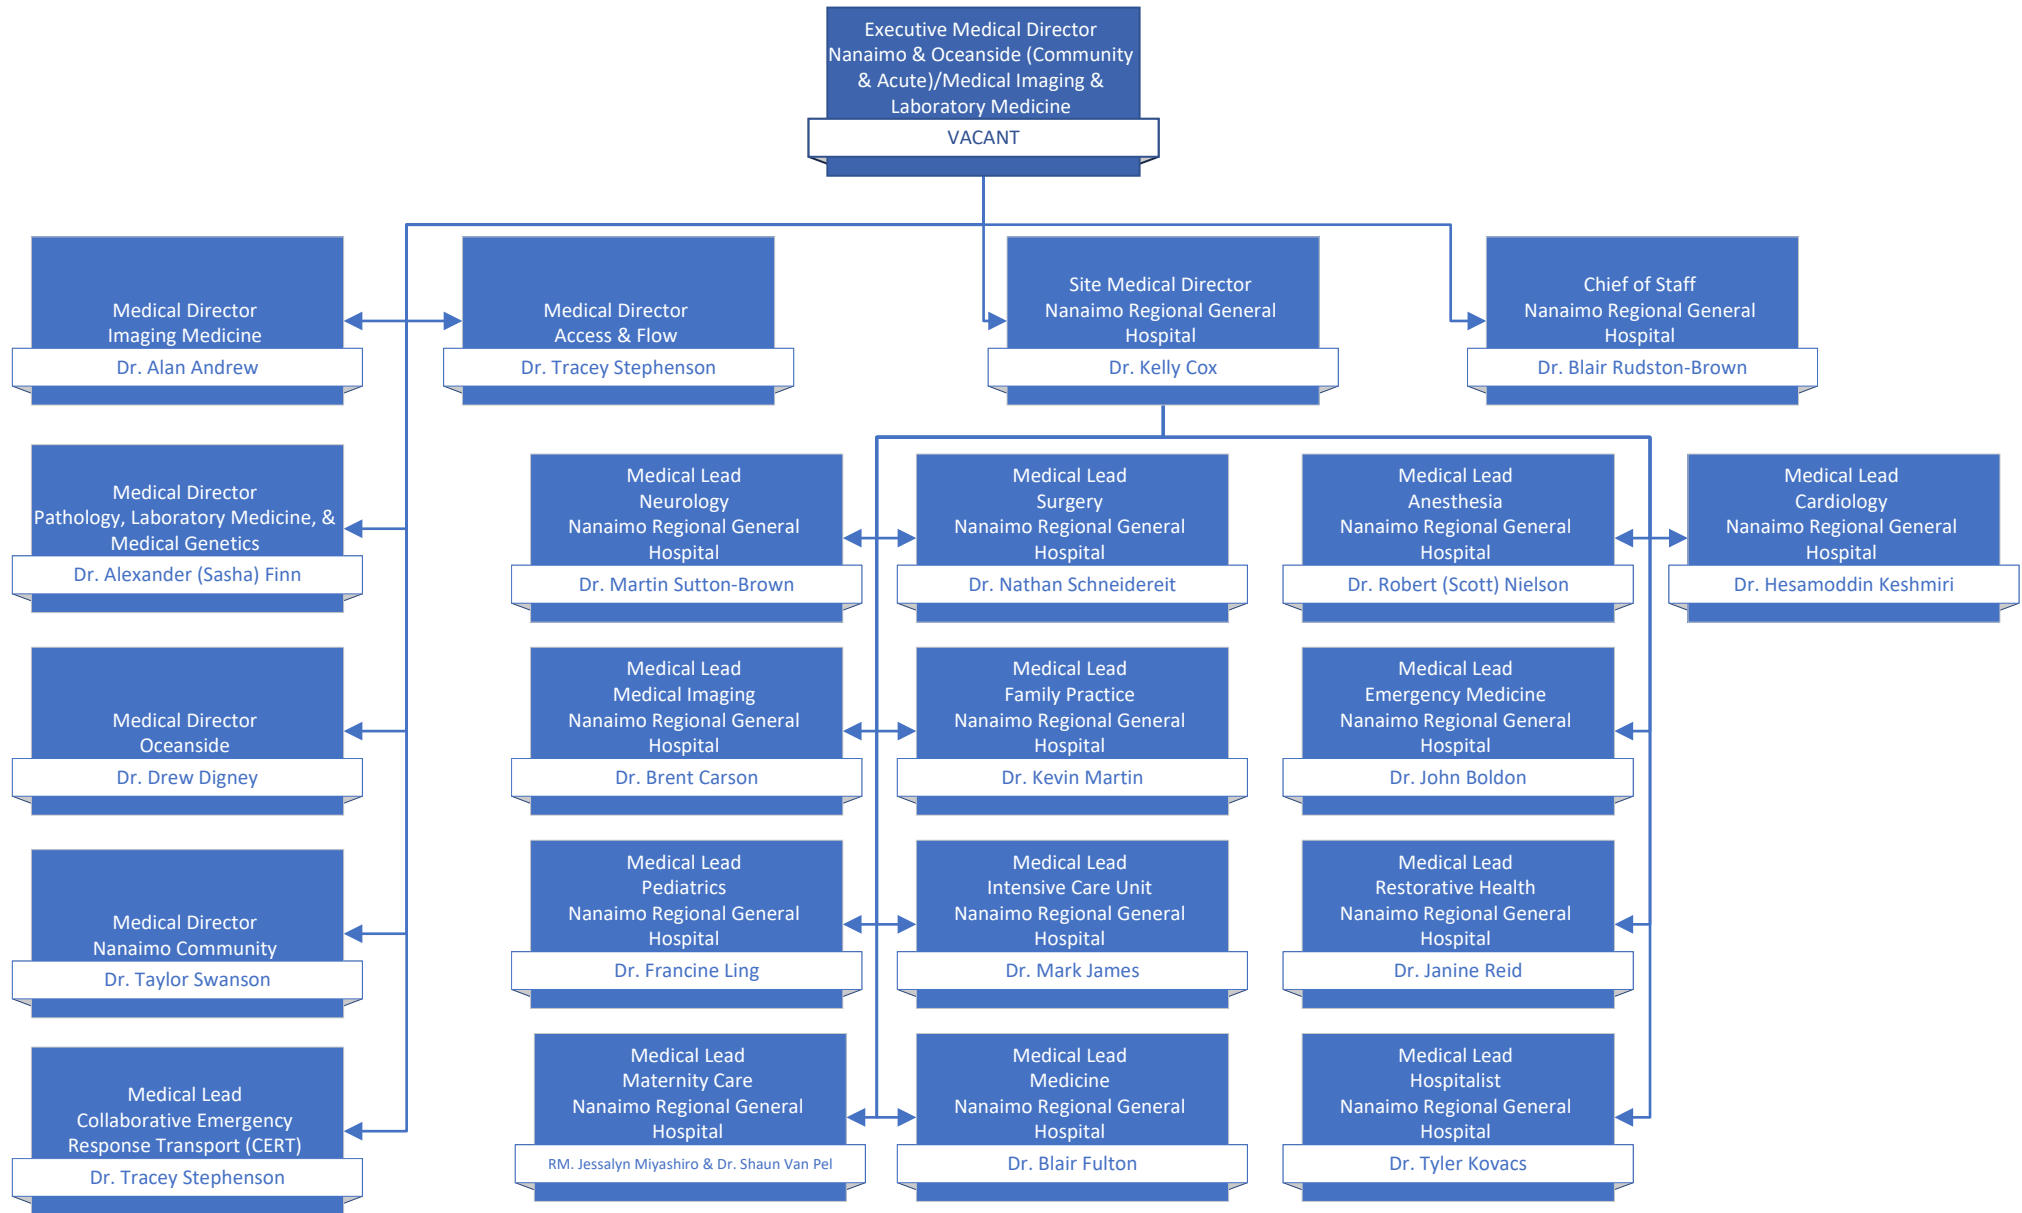 Executive Medical Director
Nanaimo & Oceanside (Community
& Acute)/Medical Imaging &
Laboratory Medicine
VACANT
Medical Director
Imaging Medicine
Dr. Alan Andrew
Medical Director
Access & Flow
Dr. Tracey Stephenson
Site Medical Director
Nanaimo Regional General
Hospital
Dr. Kelly Cox
Chief of Staff
Nanaimo Regional General
Hospital
Dr. Blair Rudston-Brown
Medical Director
Pathology, Laboratory Medicine, &
Medical Genetics
Dr. Alexander (Sasha) Finn
Medical Lead
Neurology
Nanaimo Regional General
Hospital
Dr. Martin Sutton-Brown
Medical Lead
Surgery
Nanaimo Regional General
Hospital
Dr. Nathan Schneidereit
Medical Lead
Anesthesia
Nanaimo Regional General
Hospital
Dr. Robert (Scott) Nielson
Medical Lead
Cardiology
Nanaimo Regional General
Hospital
Dr. Hesamoddin Keshmiri
Medical Director
Oceanside
Dr. Drew Digney
Medical Lead
Medical Imaging
Nanaimo Regional General
Hospital
Dr. Brent Carson
Medical Lead
Family Practice
Nanaimo Regional General
Hospital
Dr. Kevin Martin
Medical Lead
Emergency Medicine
Nanaimo Regional General
Hospital
Dr. John Boldon
Medical Director
Nanaimo Community
Dr. Taylor Swanson
Medical Lead
Pediatrics
Nanaimo Regional General
Hospital
Dr. Francine Ling
Medical Lead
Intensive Care Unit
Nanaimo Regional General
Hospital
Dr. Mark James
Medical Lead
Restorative Health
Nanaimo Regional General
Hospital
Dr. Janine Reid
Medical Lead
Collaborative Emergency
Response Transport (CERT)
Dr. Tracey Stephenson
Medical Lead
Maternity Care
Nanaimo Regional General
Hospital
RM. Jessalyn Miyashiro & Dr. Shaun Van Pel
Medical Lead
Medicine
Nanaimo Regional General
Hospital
Dr. Blair Fulton
Medical Lead
Hospitalist
Nanaimo Regional General
Hospital
Dr. Tyler Kovacs